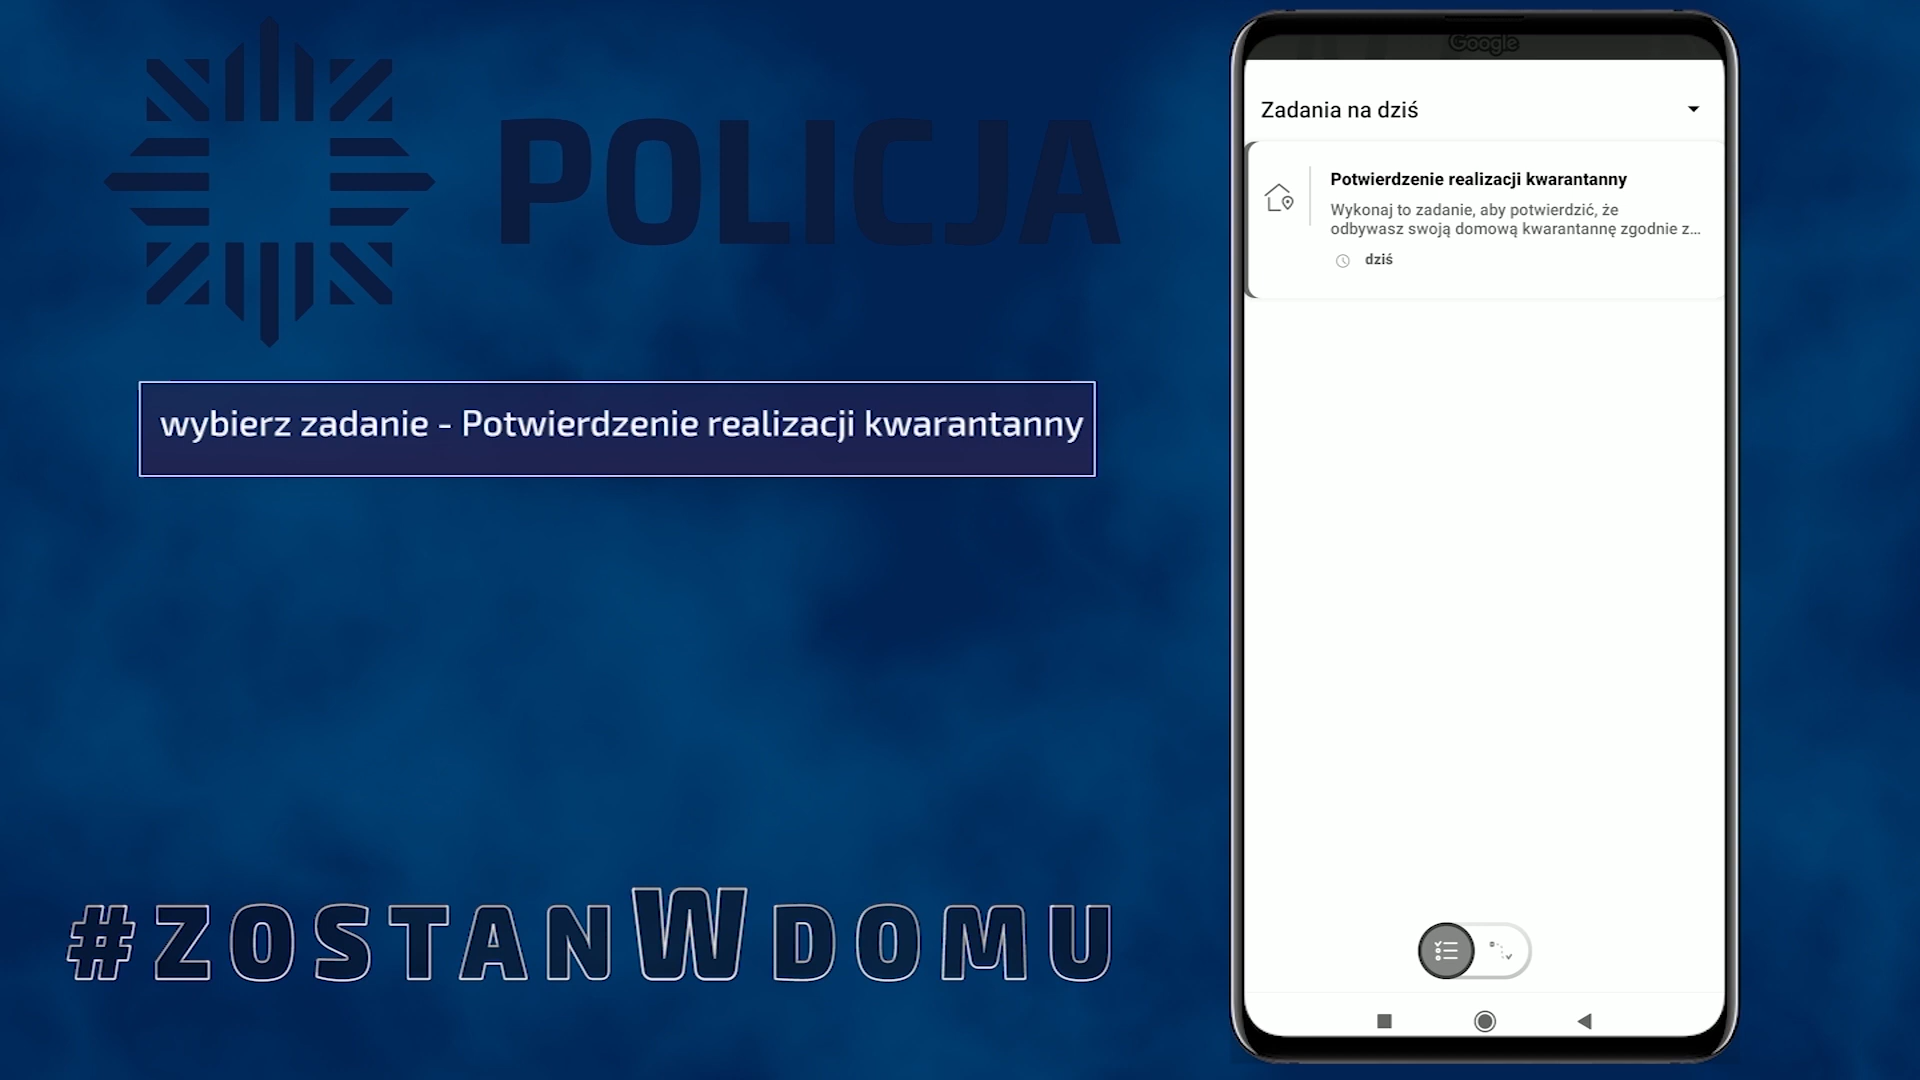 POLICJA
wybierz zadanie - Potwierdzenie realizacji kwarantanny
#ZOSTANWDOMU
Google
Zadania na dziś
Potwierdzenie realizacji kwarantanny
Wykonaj to zadanie, aby potwierdzić, że
odbywasz swoją domową kwarantannę zgodnie z...
dziś